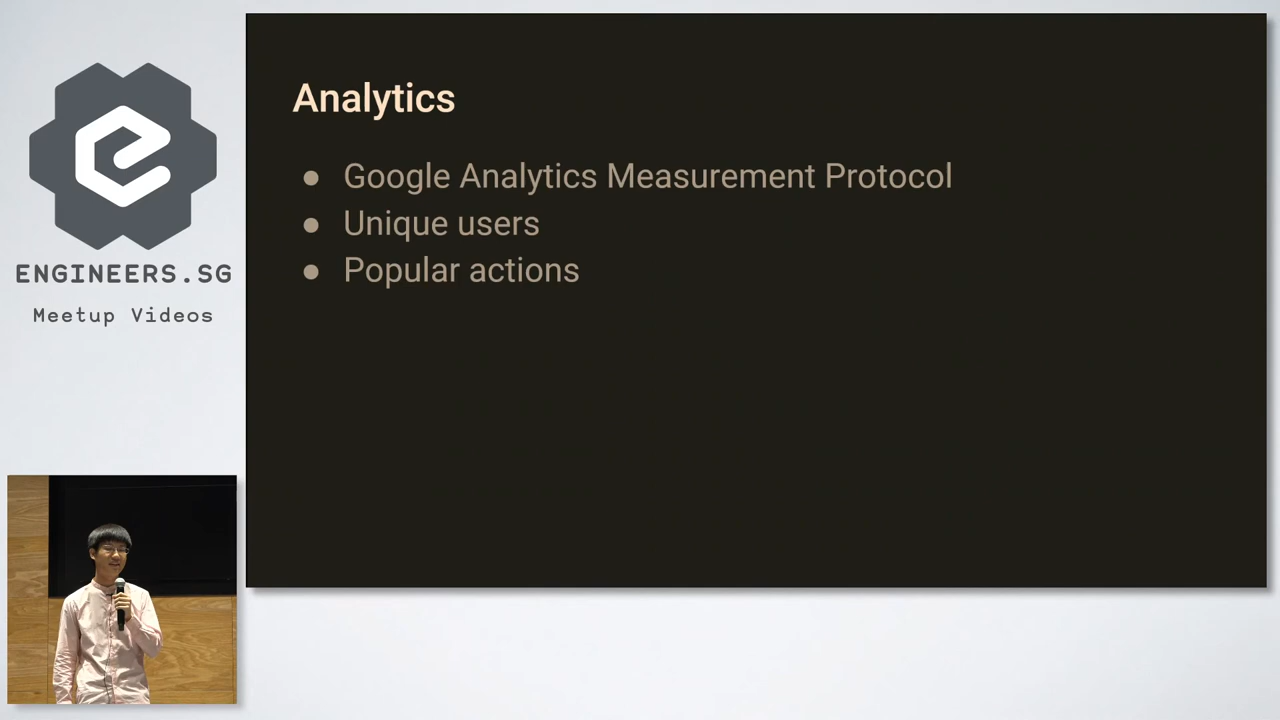 Analytics
● Google Analytics Measurement Protocol
● Unique users
● Popular actions
ENGINEERS.SG
Meetup Videos